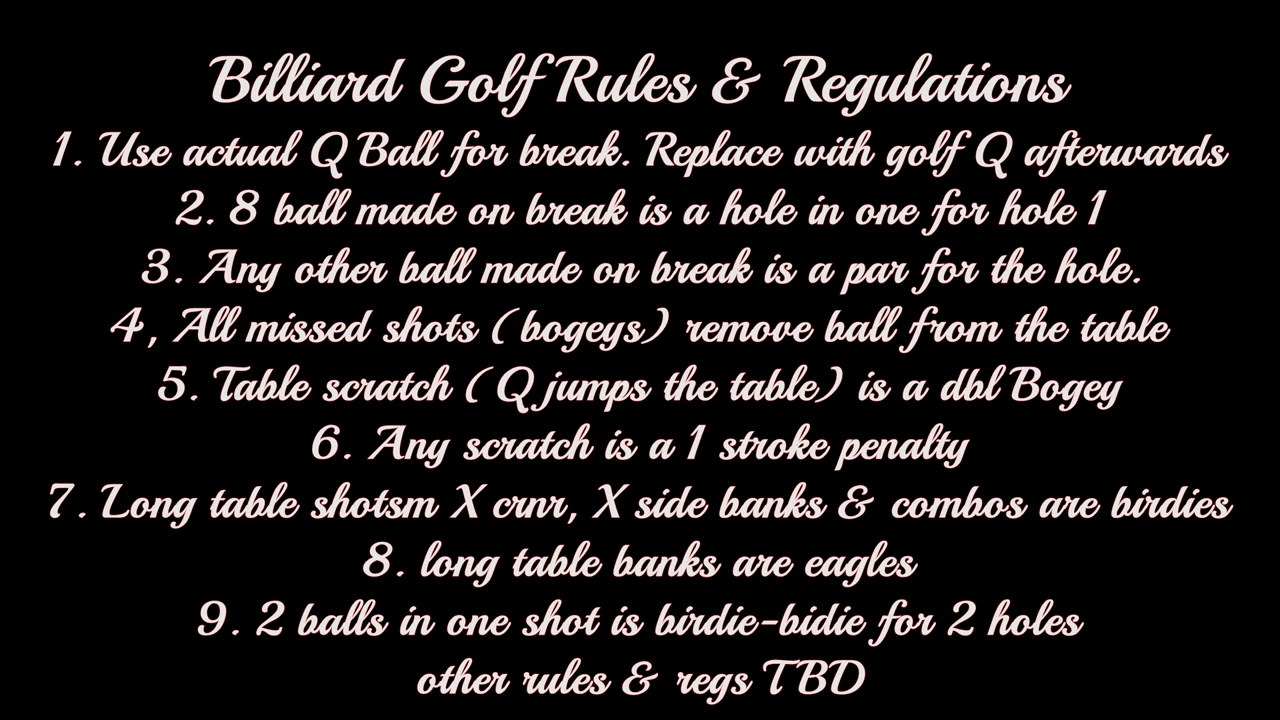 Billiard Golf Rules & Regulations
1. Use actual Q Ball for break. Replace with golf Q afterwards
2. 8 ball made on break is a hole in one for hole 1
3. Any other ball made on break is a par for the hole.
4, All missed shots ( bogeys) remove ball from the table
5. Table scratch ( Q jumps the table) is a dbl Bogey
6. Any scratch is a 1 stroke penalty
7. Long table shotsm X crnr, X side banks & combos are birdies
8. long table banks are eagles
9. 2 balls in one shot is birdie-bidie for 2 holes
other rules & regs TBD